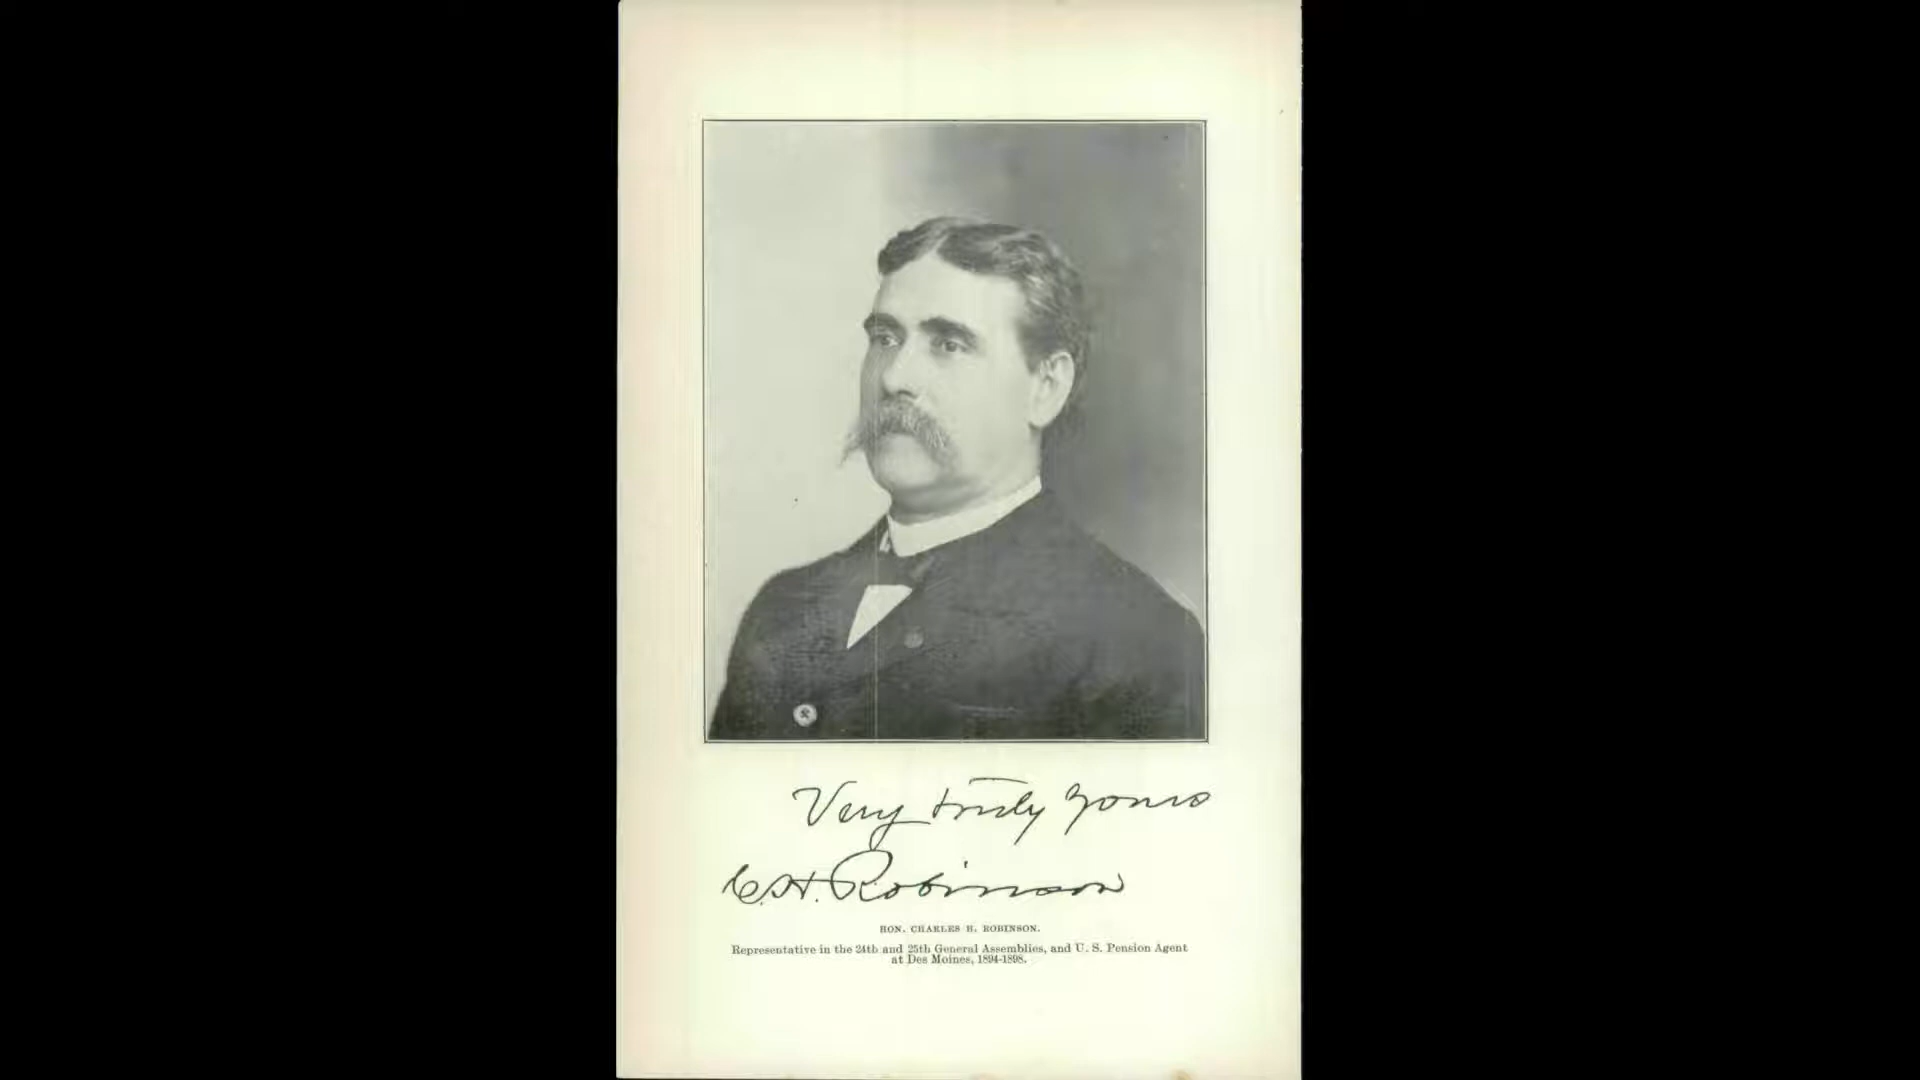 Very truly yours
C. H. Robinson
HON. CHARLES H. ROBINSON.
Representative in the 24th and 25th General Assemblies, and U. S. Pension Agent
at Des Moines, 1894-1898.